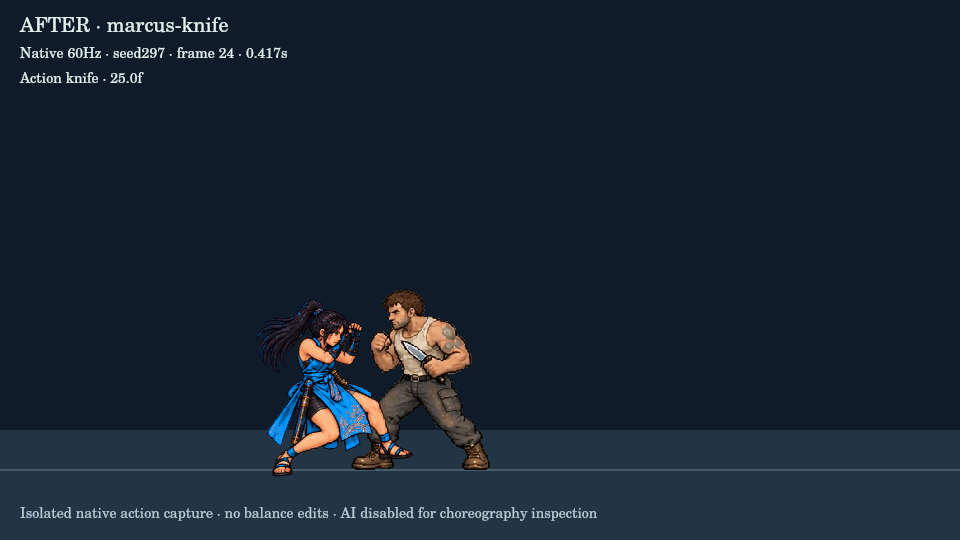 AFTER · marcus-knife
Native 60Hz · seed297 · frame 24 · 0.417s
Action knife · 25.0f
Isolated native action capture · no balance edits · AI disabled for choreography inspection